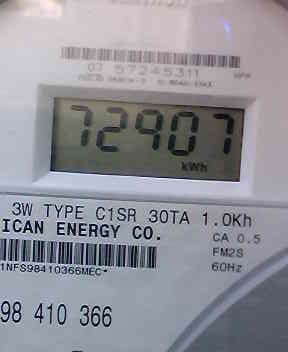 07 57245311
72907
kWh
3W TYPE C1SR 30TA 1.0Kh
ICAN ENERGY CO.
CA 0.5
FM2S
60Hz
1NFS98410366MEC*
98 410 366